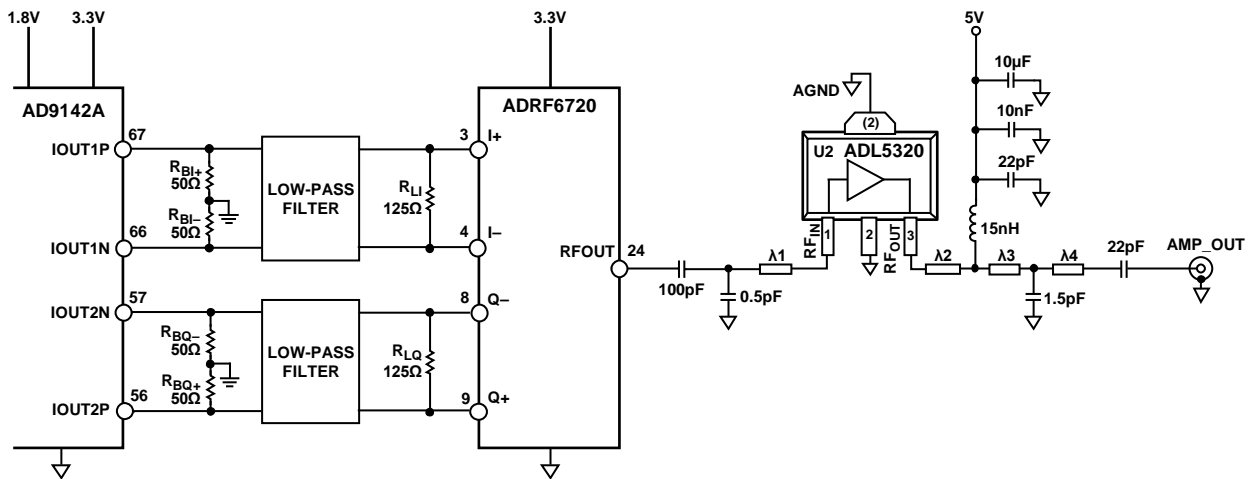 1.8V
3.3V
AD9142A
IOUT1P
67
IOUT1N
66
IOUT2N
57
IOUT2P
56
RBI+
50Ω
RBI–
50Ω
RBQ–
50Ω
RBQ+
50Ω
LOW-PASS
FILTER
LOW-PASS
FILTER
RLI
125Ω
RLQ
125Ω
3.3V
ADRF6720
3
I+
4
I–
8
Q–
9
Q+
RFOUT
24
100pF
0.5pF
λ1
AGND
(2)
U2 ADL5320
RFIN
1
2
RFOUT
3
λ2
5V
10µF
10nF
22pF
15nH
λ3
λ4
1.5pF
22pF
AMP_OUT